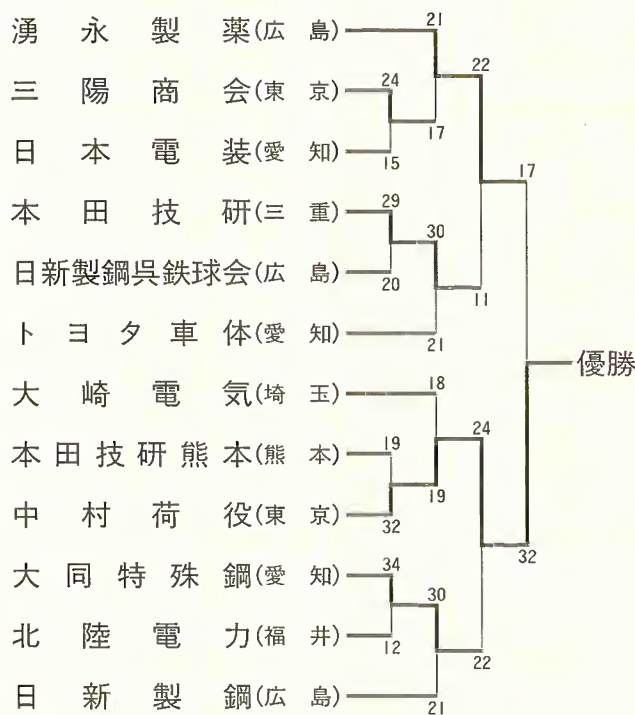 湧永製薬(広島)
21
22
三陽商会(東京)
24
17
日本電装(愛知)
15
17
本田技研(三重)
29
30
日新製鋼呉鉄球会(広島)
20
11
トヨタ車体(愛知)
21
優勝
大崎電気(埼玉)
18
24
本田技研熊本(熊本)
19
19
中村荷役(東京)
32
32
大同特殊鋼(愛知)
34
30
北陸電力(福井)
12
22
日新製鋼(広島)
21